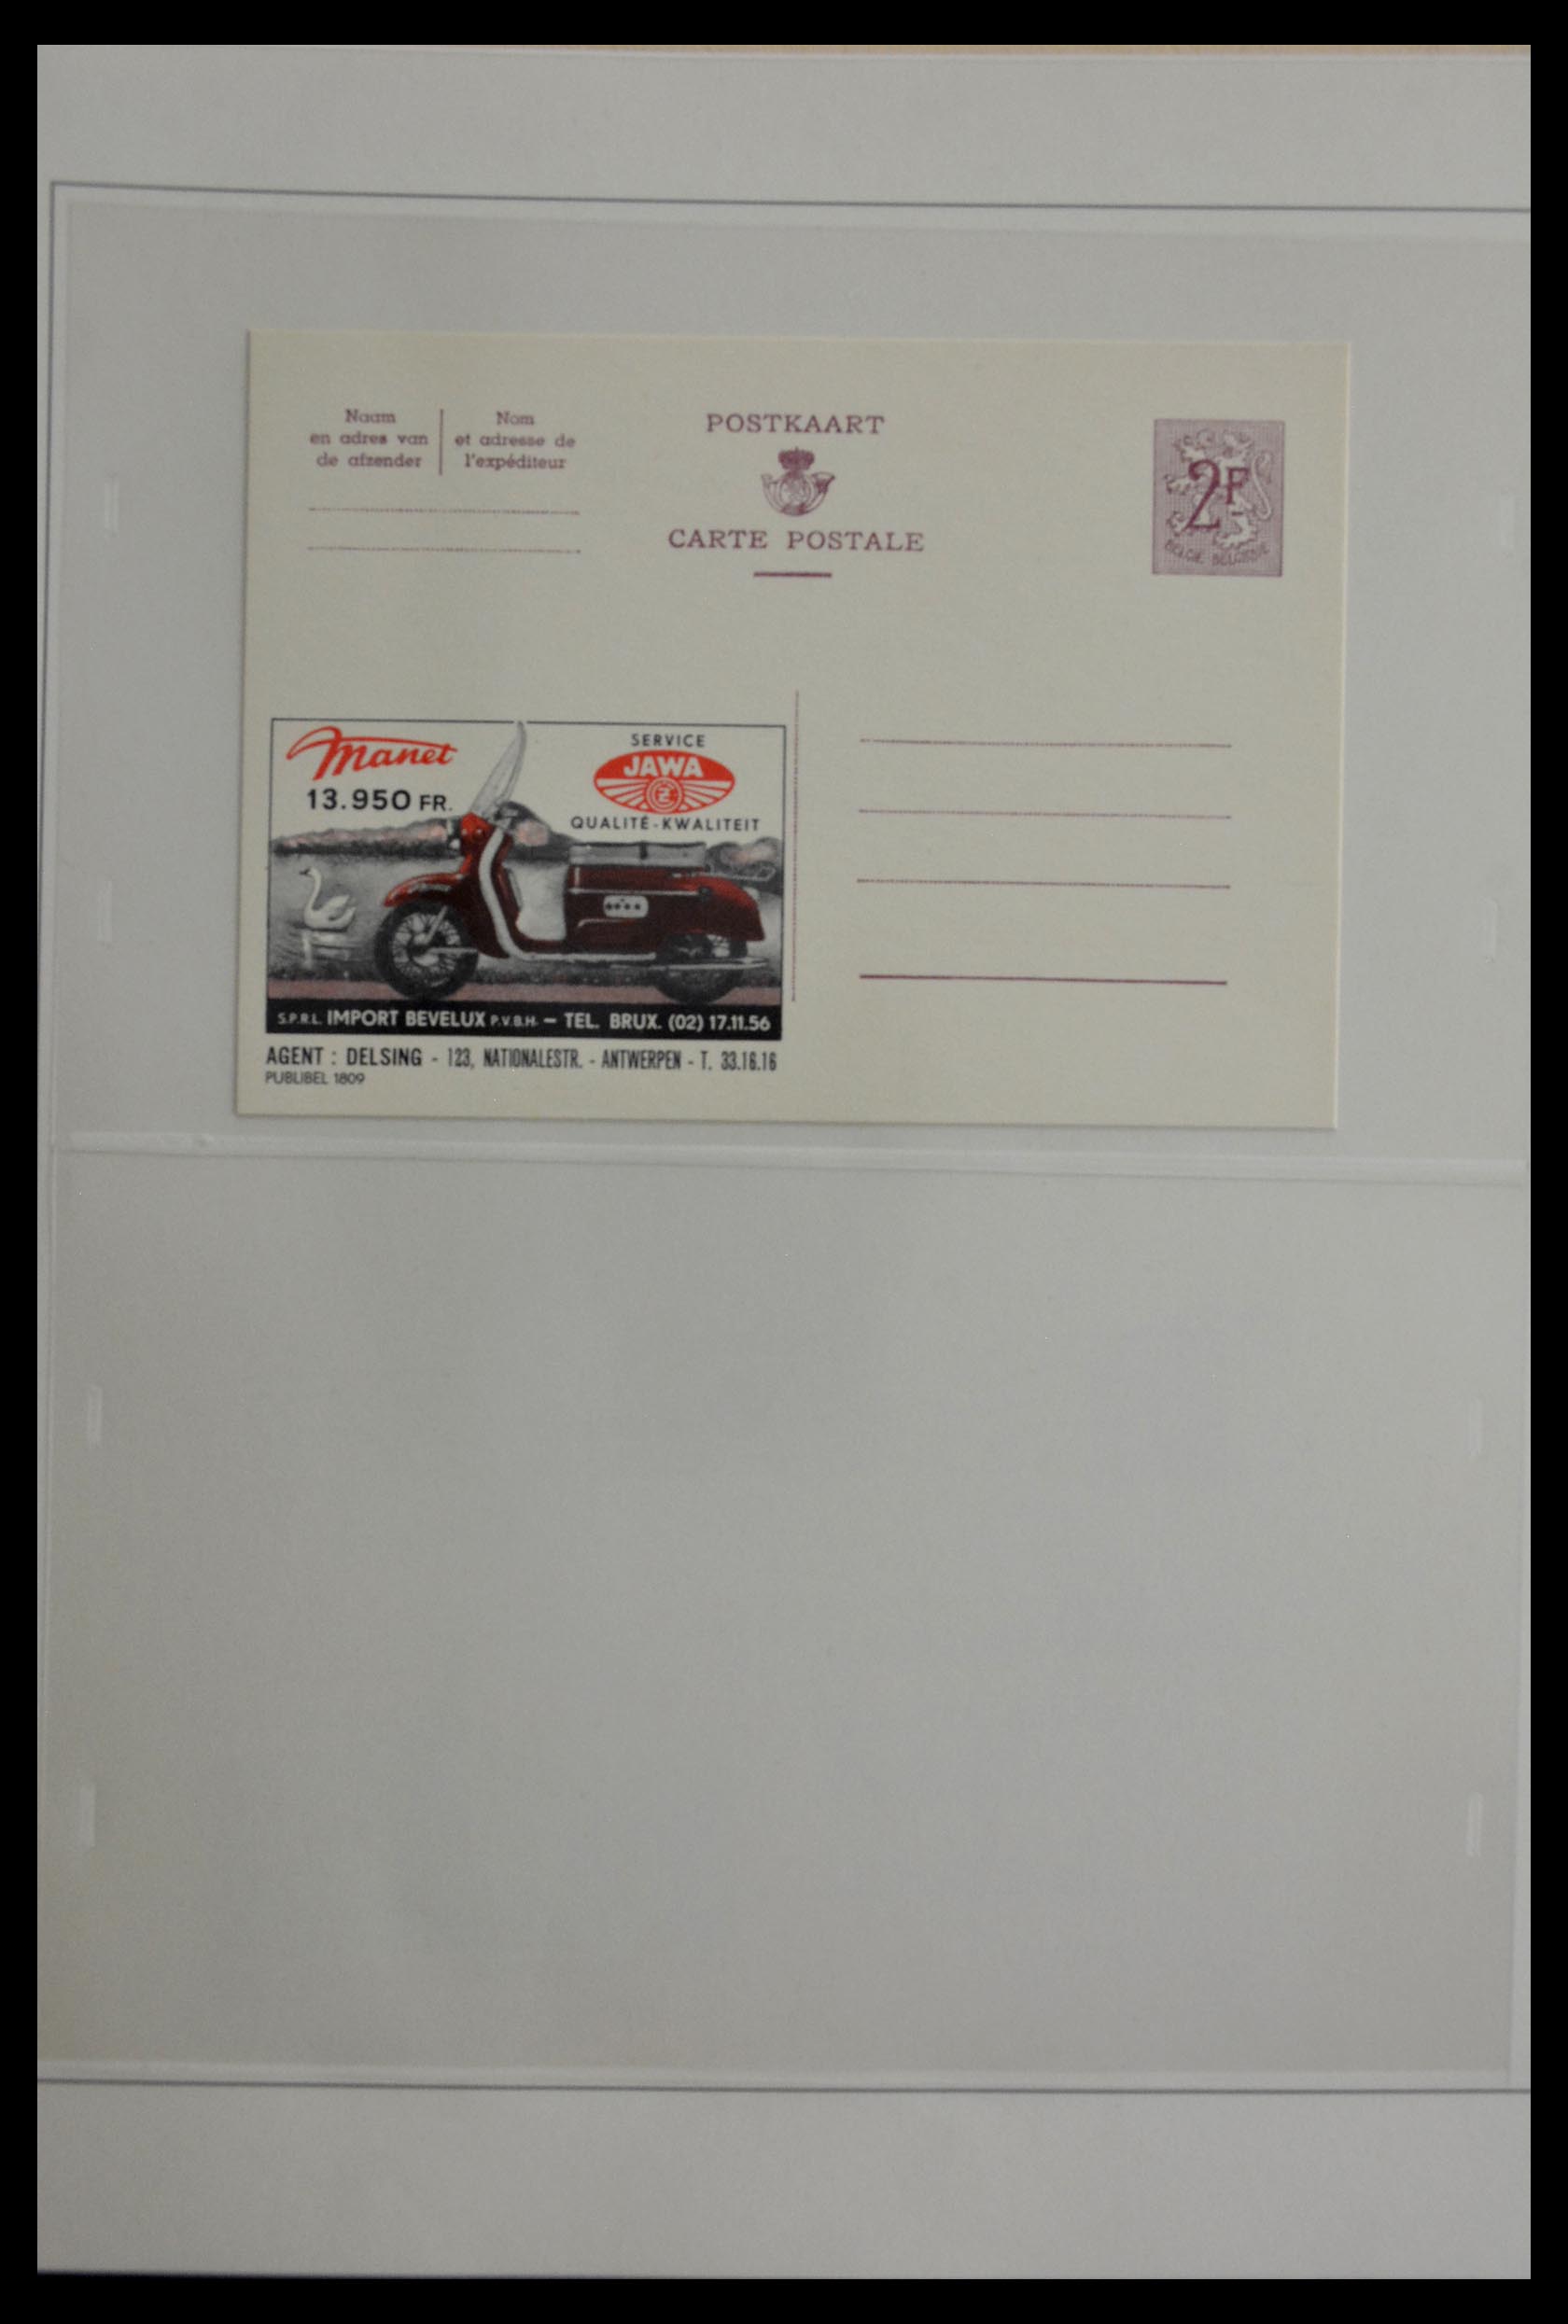 Naam
en adres van
de afzender
Nom
et adresse de
l'expéditeur
POSTKAART
CARTE POSTALE
2F
BELGIE BELGIQUE
Manet
13.950 FR.
SERVICE
JAWA
CZ
QUALITÉ-KWALITEIT
S.P.R.L. IMPORT BEVELUX P.V.B.H. — TEL. BRUX. (02) 17.11.56
AGENT : DELSING - 123, NATIONALESTR. - ANTWERPEN - T. 33.16.16
PUBLIBEL 1809